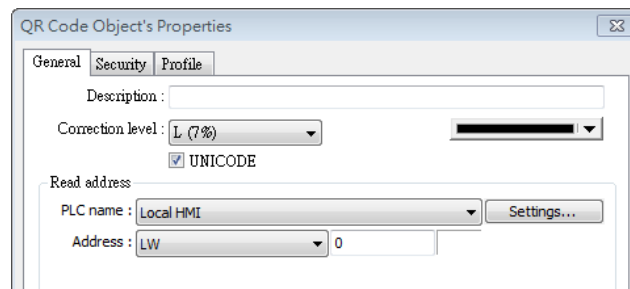 QR Code Object's Properties
General Security Profile
Description :
Correction level : L (7%)
UNICODE
Read address
PLC name : Local HMI Settings...
Address : LW 0